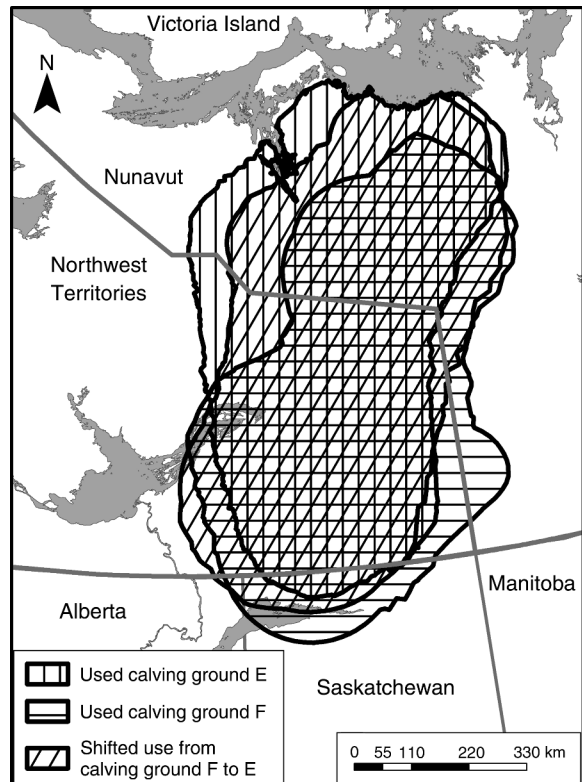 Victoria Island
N
Nunavut
Northwest
Territories
Alberta
Manitoba
Saskatchewan
Used calving ground E
Used calving ground F
Shifted use from
calving ground F to E
0 55 110 220 330 km